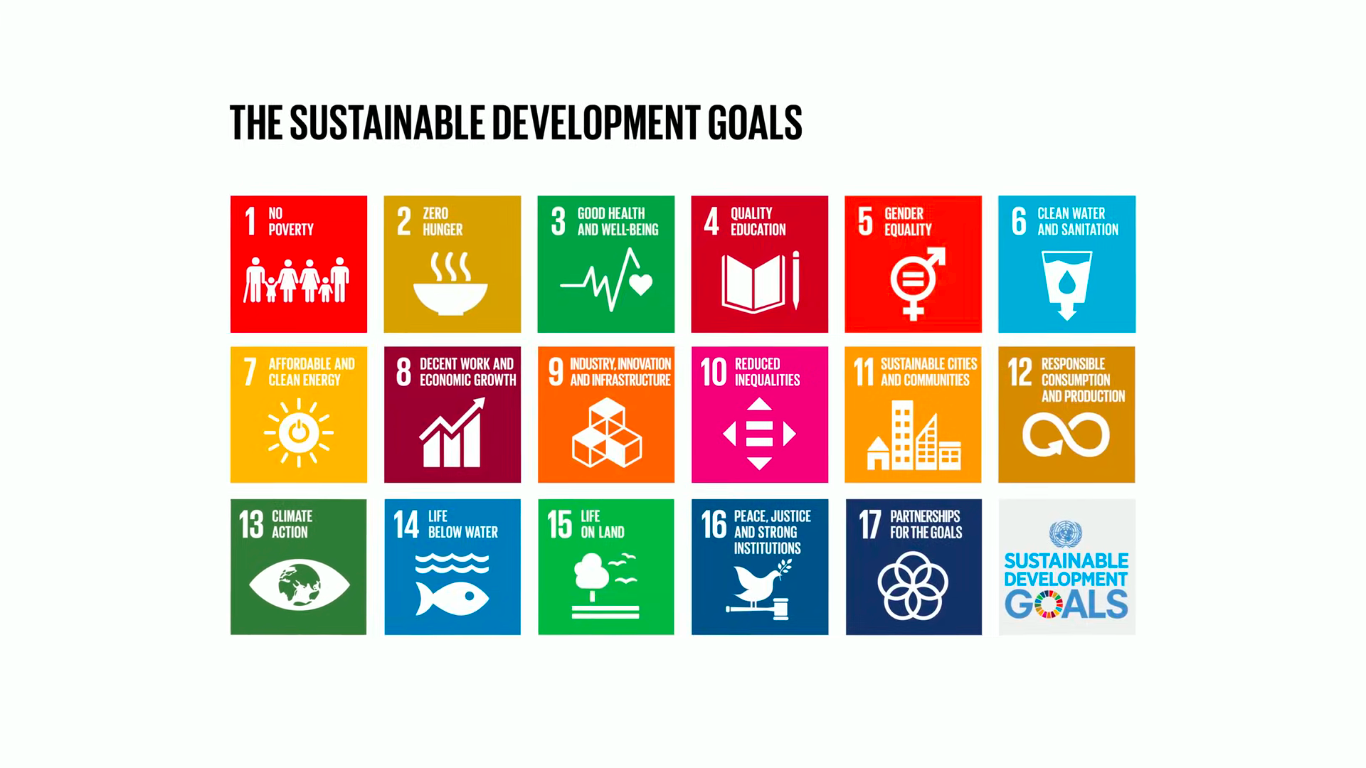 THE SUSTAINABLE DEVELOPMENT GOALS
1 NO
POVERTY
2 ZERO
HUNGER
3 GOOD HEALTH
AND WELL-BEING
4 QUALITY
EDUCATION
5 GENDER
EQUALITY
6 CLEAN WATER
AND SANITATION
7 AFFORDABLE AND
CLEAN ENERGY
8 DECENT WORK AND
ECONOMIC GROWTH
9 INDUSTRY, INNOVATION
AND INFRASTRUCTURE
10 REDUCED
INEQUALITIES
11 SUSTAINABLE CITIES
AND COMMUNITIES
12 RESPONSIBLE
CONSUMPTION
AND PRODUCTION
13 CLIMATE
ACTION
14 LIFE
BELOW WATER
15 LIFE
ON LAND
16 PEACE, JUSTICE
AND STRONG
INSTITUTIONS
17 PARTNERSHIPS
FOR THE GOALS
SUSTAINABLE
DEVELOPMENT
GOALS